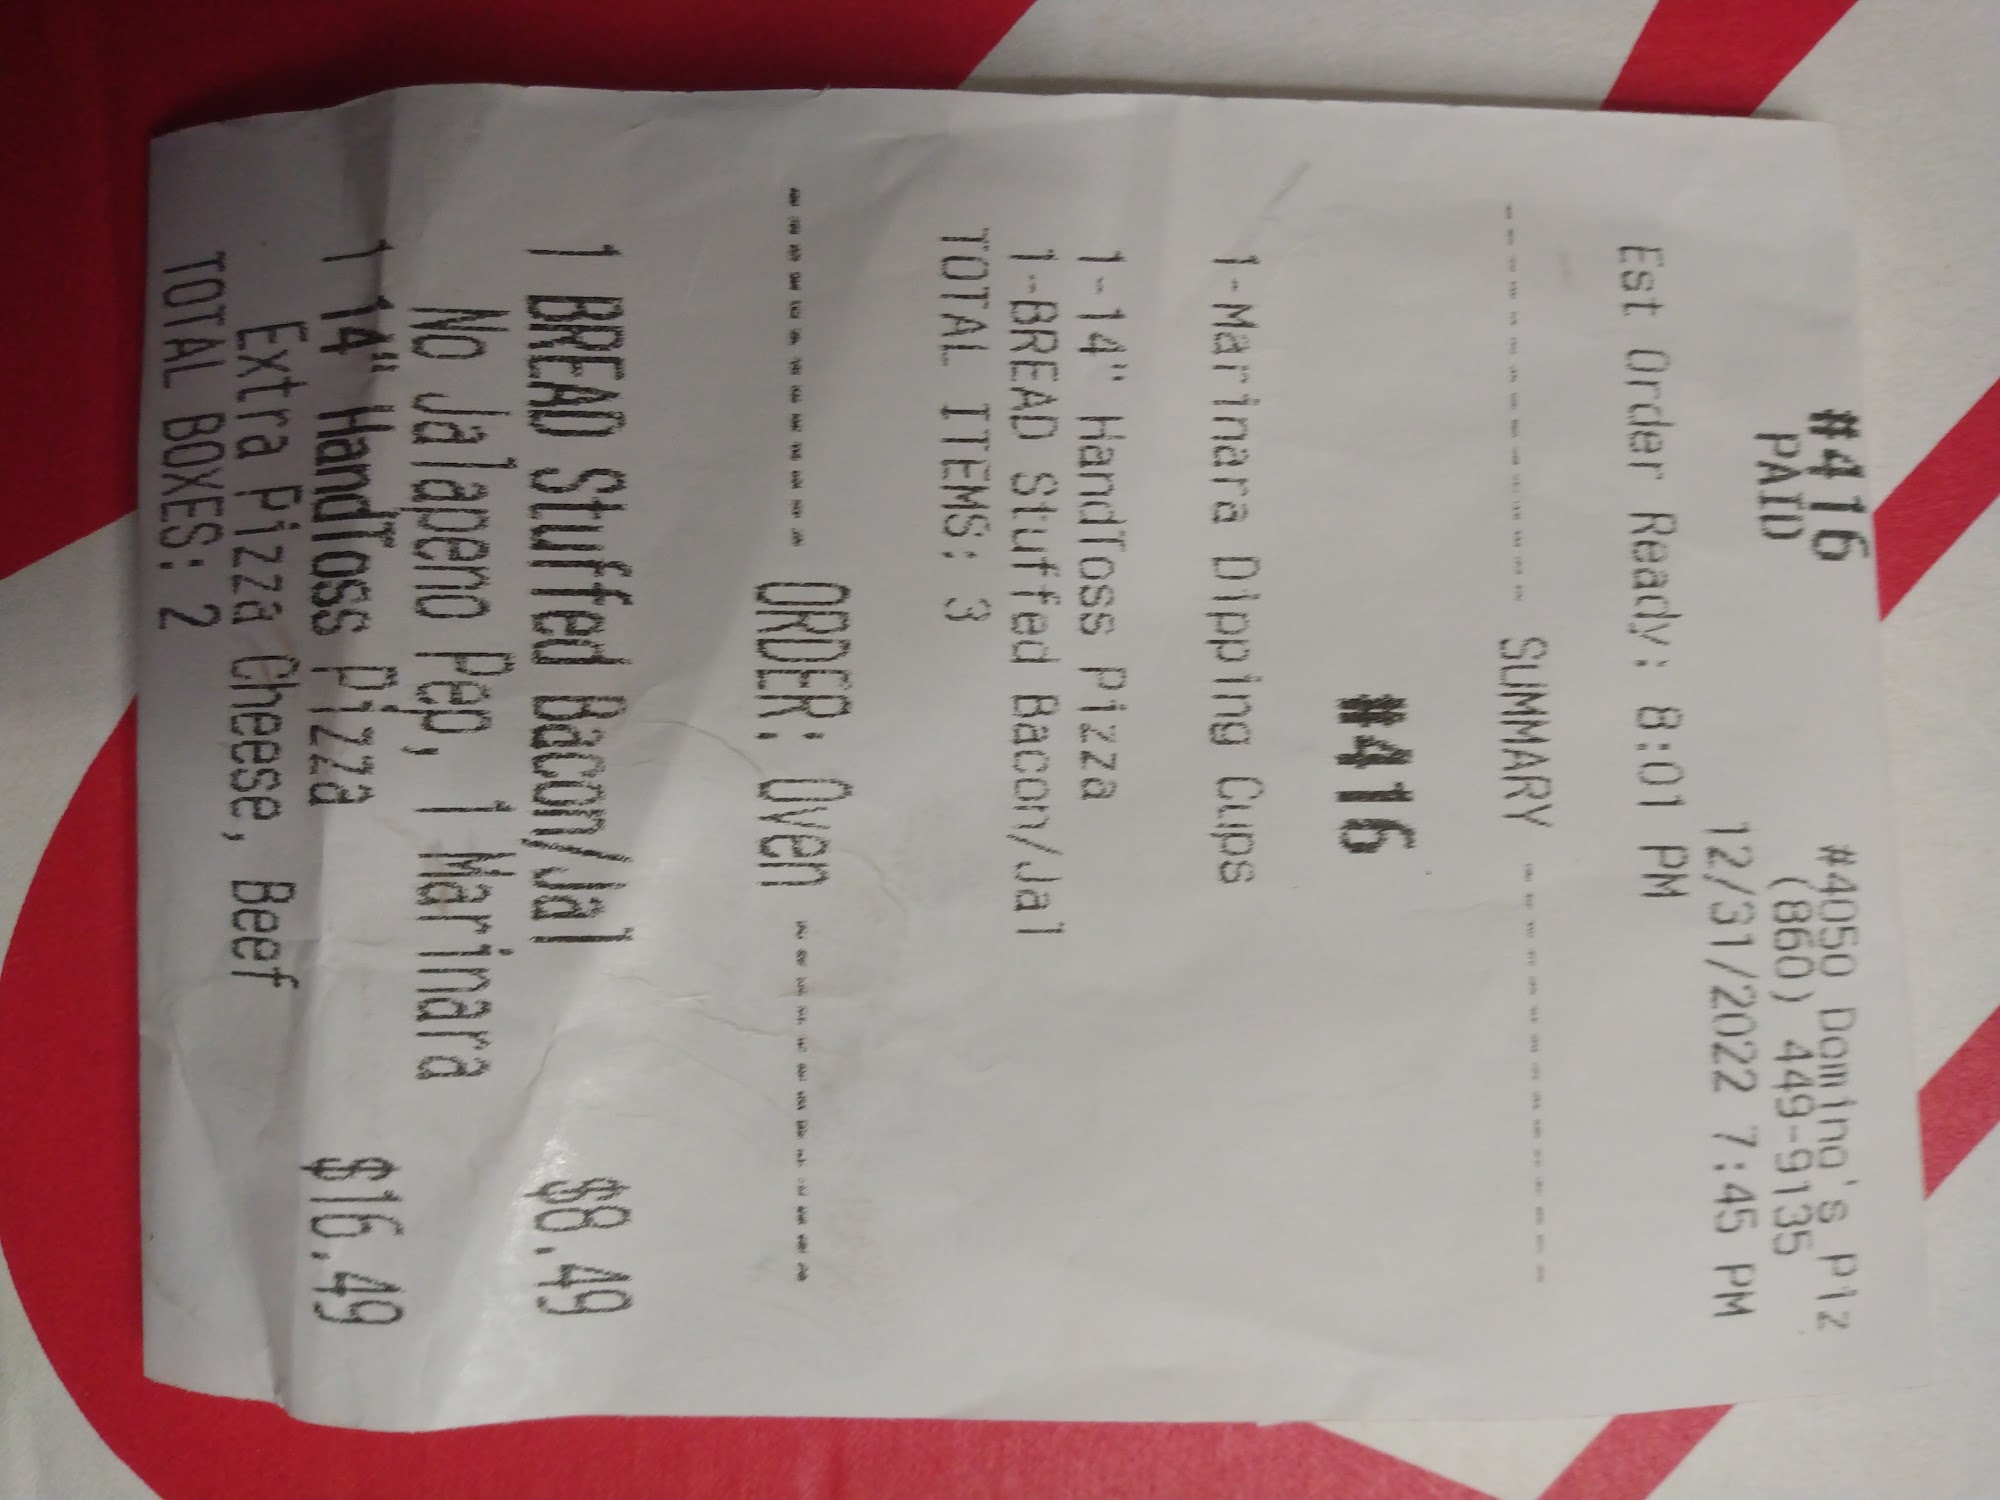 #416 #4050 Domino's Piz
PAID (860) 449-9135
12/31/2022 7:45 PM
Est Order Ready: 8:01 PM
-------------------- SUMMARY --------------------
#416
1-Marinara Dipping Cups
1-14" HandToss Pizza
1-BREAD Stuffed Bacon/Jal
TOTAL ITEMS: 3
-------------------- ORDER: Oven --------------------
1 BREAD Stuffed Bacon/Jal $8.49
No Jalapeno Pep, 1 Marinara
1 14" HandToss Pizza $16.49
Extra Pizza Cheese, Beef
TOTAL BOXES: 2